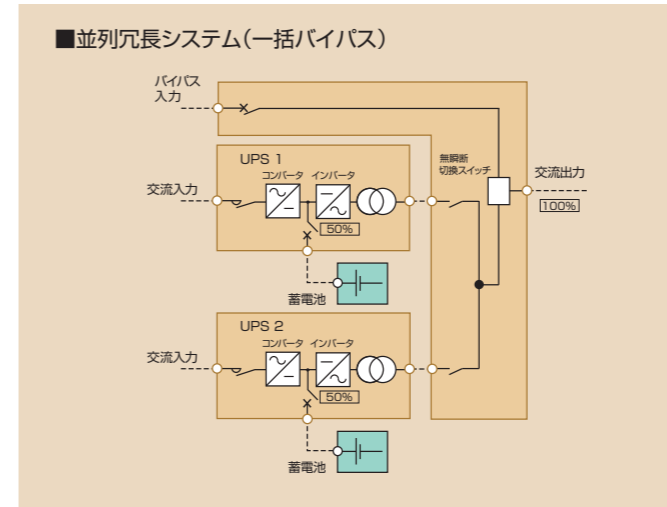 ■並列冗長システム（一括バイパス）
バイパス
入力
UPS 1
コンバータ インバータ
無瞬断
切換スイッチ
交流入力
交流出力
50%
100%
蓄電池
UPS 2
コンバータ インバータ
交流入力
50%
蓄電池